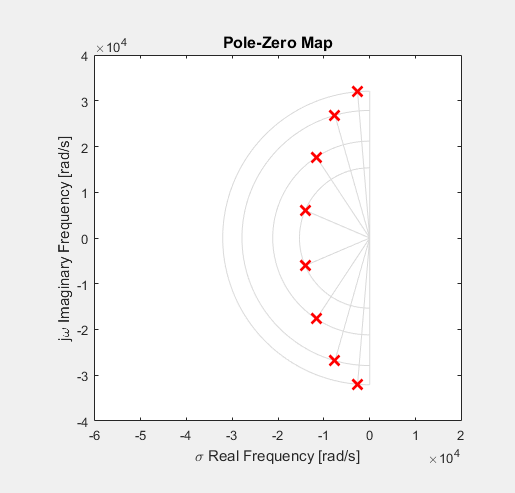 Pole-Zero Map
×10⁴
4
3
2
1
0
-1
-2
-3
-4
jω Imaginary Frequency [rad/s]
-6 -5 -4 -3 -2 -1 0 1 2
σ Real Frequency [rad/s]
×10⁴